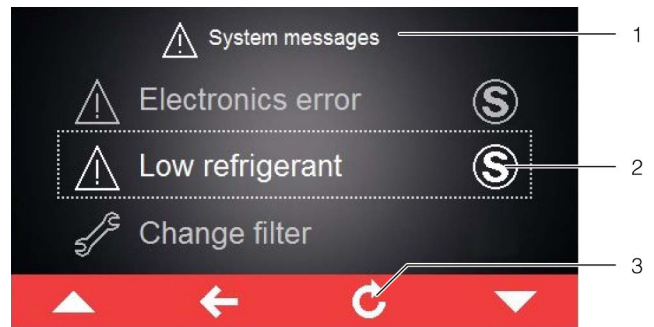 System messages
1
Electronics error
S
Low refrigerant
S
2
Change filter
3